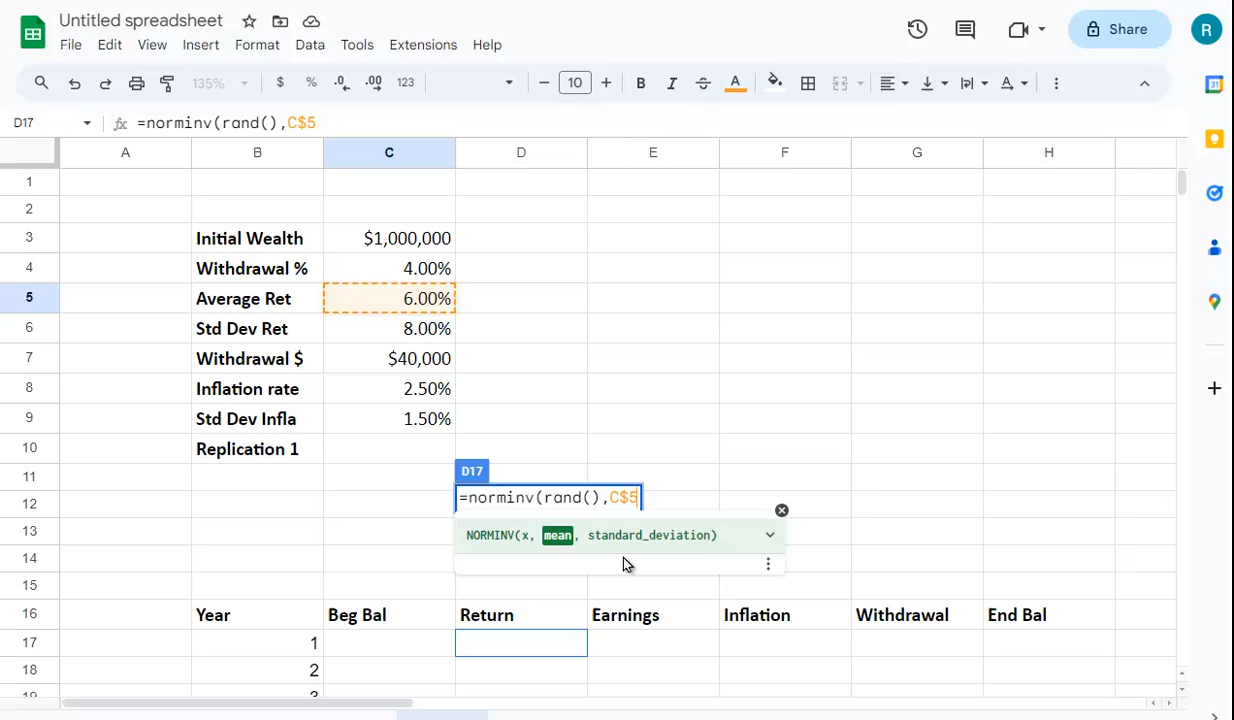 Untitled spreadsheet
File Edit View Insert Format Data Tools Extensions Help
Share
R
135% $ % .0 .00 123 10 B I A
31
D17 fx =norminv(rand(),C$5
A B C D E F G H
1
2
3 Initial Wealth $1,000,000
4 Withdrawal % 4.00%
5 Average Ret 6.00%
6 Std Dev Ret 8.00%
7 Withdrawal $ $40,000
8 Inflation rate 2.50%
9 Std Dev Infla 1.50%
10 Replication 1
11 D17
12 =norminv(rand(),C$5
13 NORMINV(x, mean, standard_deviation)
14
15
16 Year Beg Bal Return Earnings Inflation Withdrawal End Bal
17 1
18 2
19 3